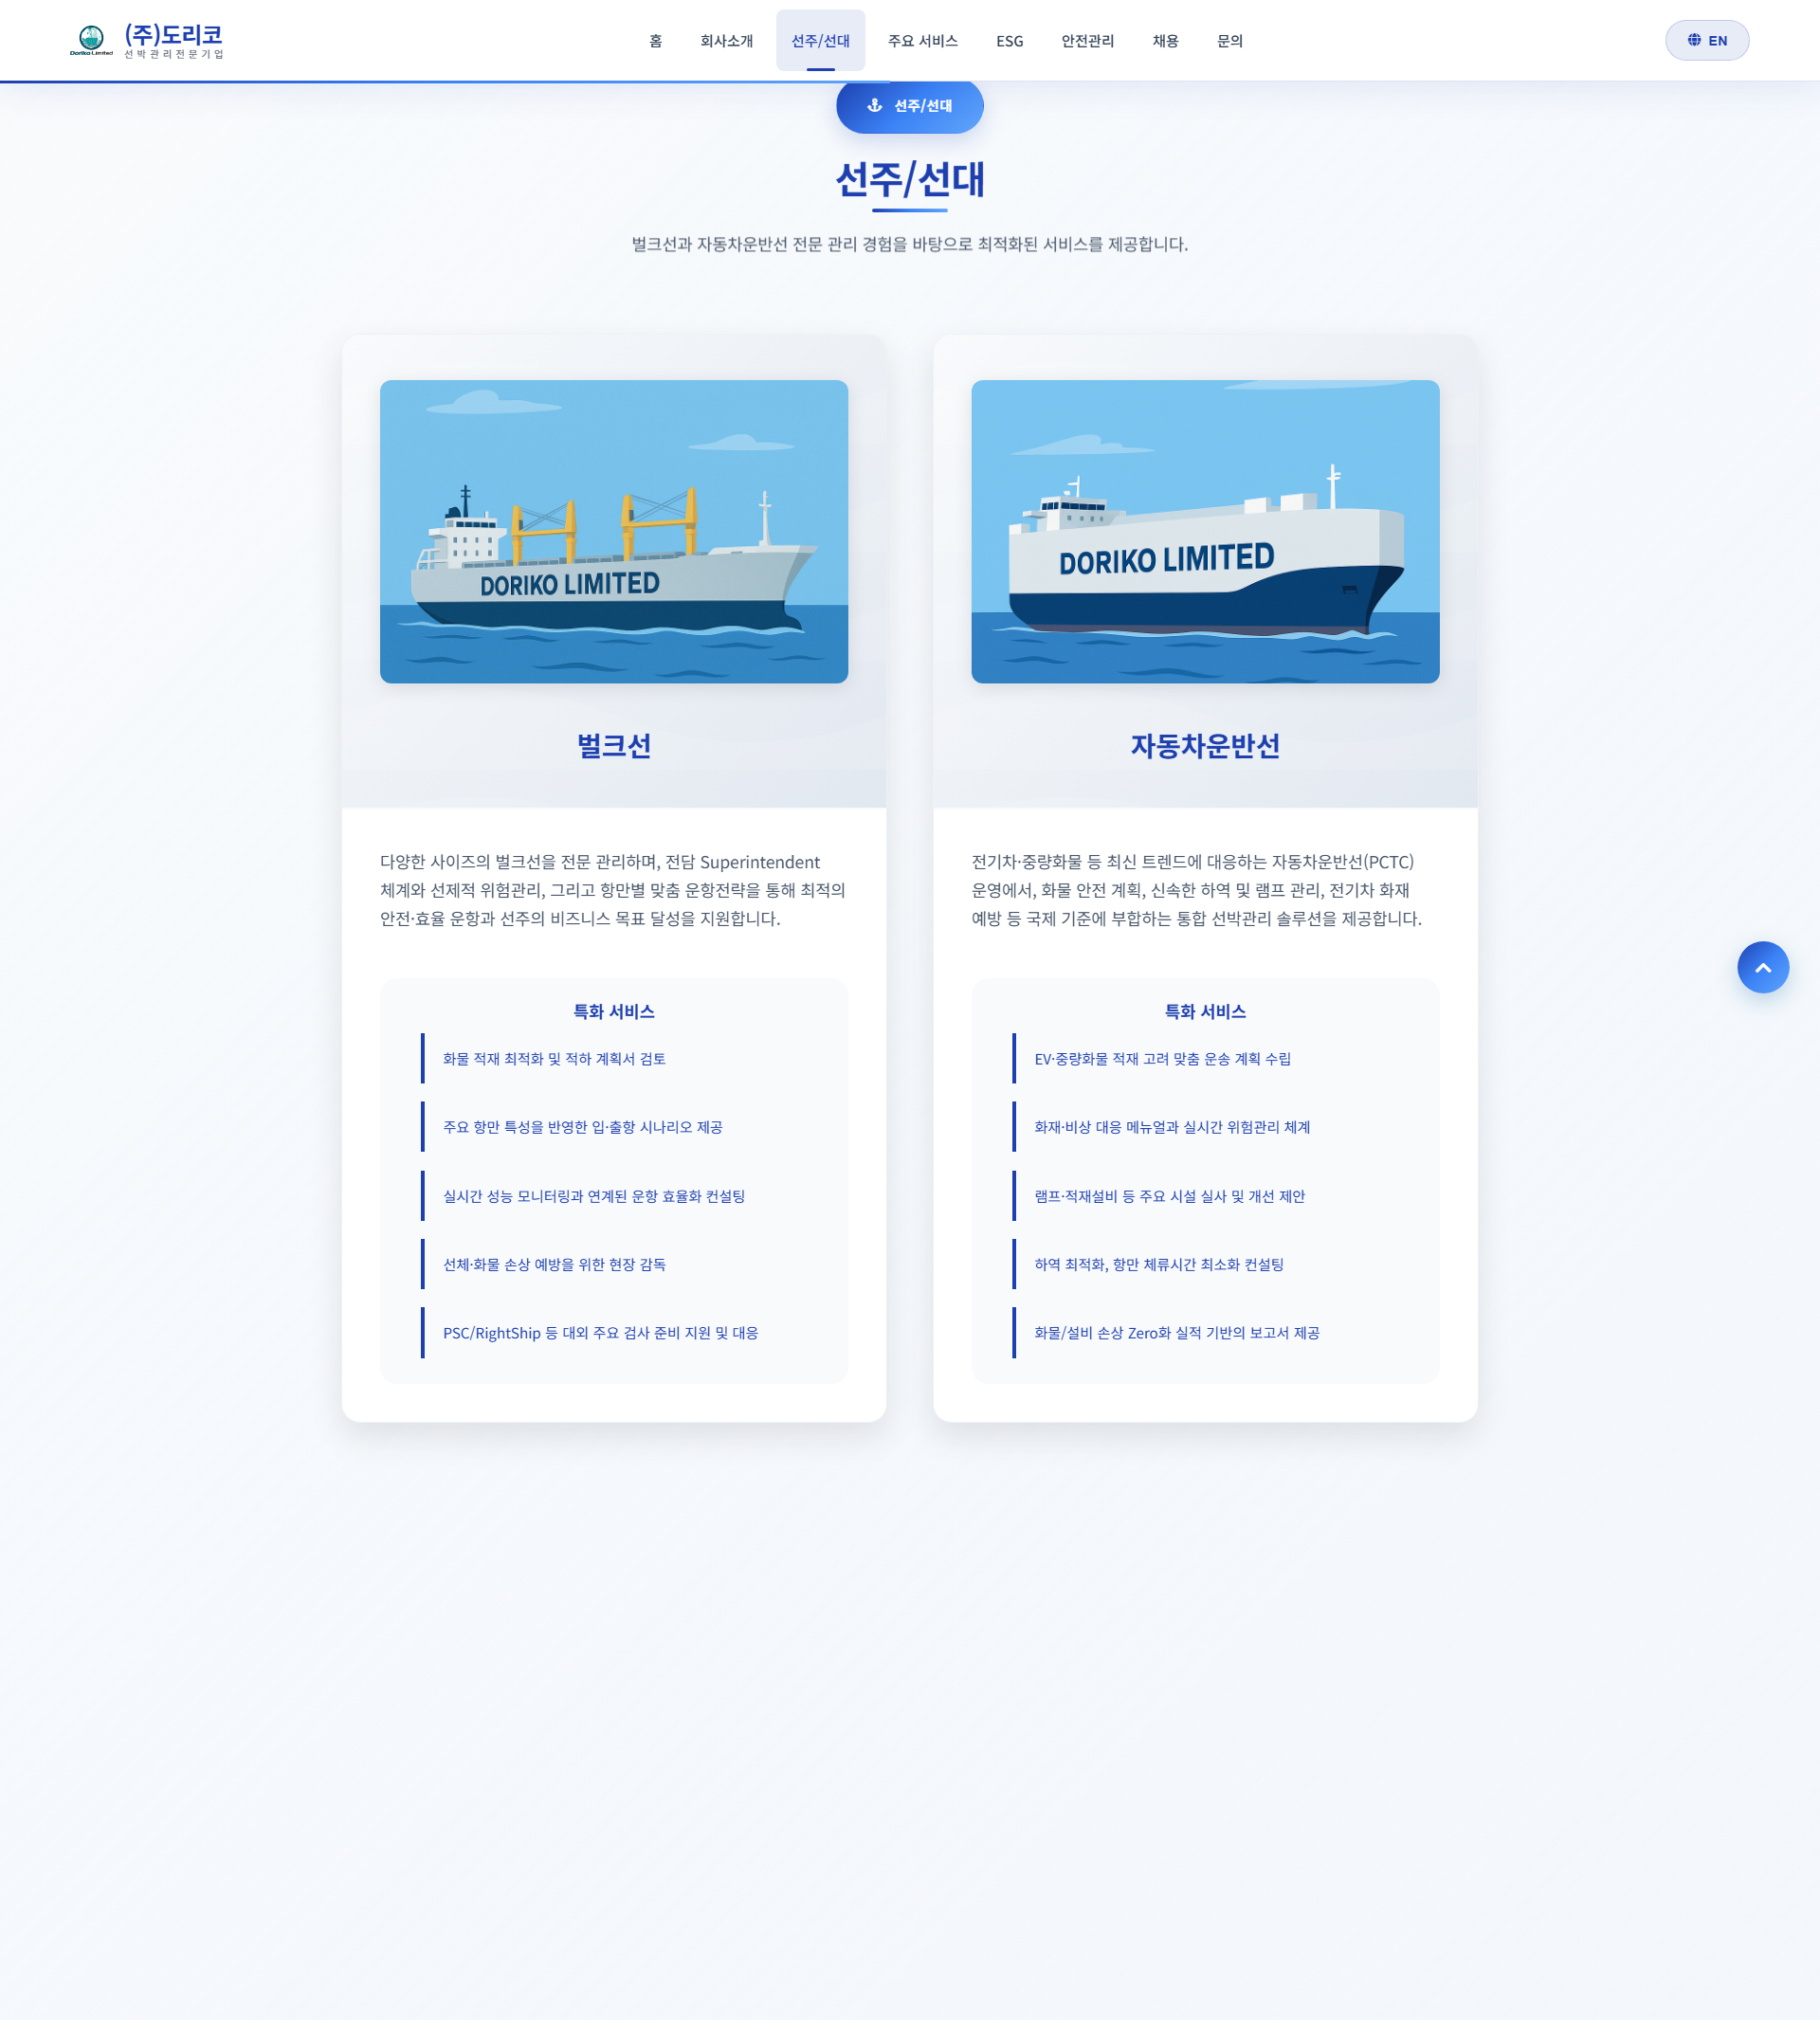 Doriko Limited
(주)도리코
선박관리전문기업
홈
회사소개
선주/선대
주요 서비스
ESG
안전관리
채용
문의
EN
선주/선대
선주/선대
벌크선과 자동차운반선 전문 관리 경험을 바탕으로 최적화된 서비스를 제공합니다.
DORIKO LIMITED
벌크선
다양한 사이즈의 벌크선을 전문 관리하며, 전담 Superintendent
체계와 선제적 위험관리, 그리고 항만별 맞춤 운항전략을 통해 최적의
안전·효율 운항과 선주의 비즈니스 목표 달성을 지원합니다.
특화 서비스
화물 적재 최적화 및 적하 계획서 검토
주요 항만 특성을 반영한 입·출항 시나리오 제공
실시간 성능 모니터링과 연계된 운항 효율화 컨설팅
선체·화물 손상 예방을 위한 현장 감독
PSC/RightShip 등 대외 주요 검사 준비 지원 및 대응
DORIKO LIMITED
자동차운반선
전기차·중량화물 등 최신 트렌드에 대응하는 자동차운반선(PCTC)
운영에서, 화물 안전 계획, 신속한 하역 및 램프 관리, 전기차 화재
예방 등 국제 기준에 부합하는 통합 선박관리 솔루션을 제공합니다.
특화 서비스
EV·중량화물 적재 고려 맞춤 운송 계획 수립
화재·비상 대응 메뉴얼과 실시간 위험관리 체계
램프·적재설비 등 주요 시설 실사 및 개선 제안
하역 최적화, 항만 체류시간 최소화 컨설팅
화물/설비 손상 Zero화 실적 기반의 보고서 제공